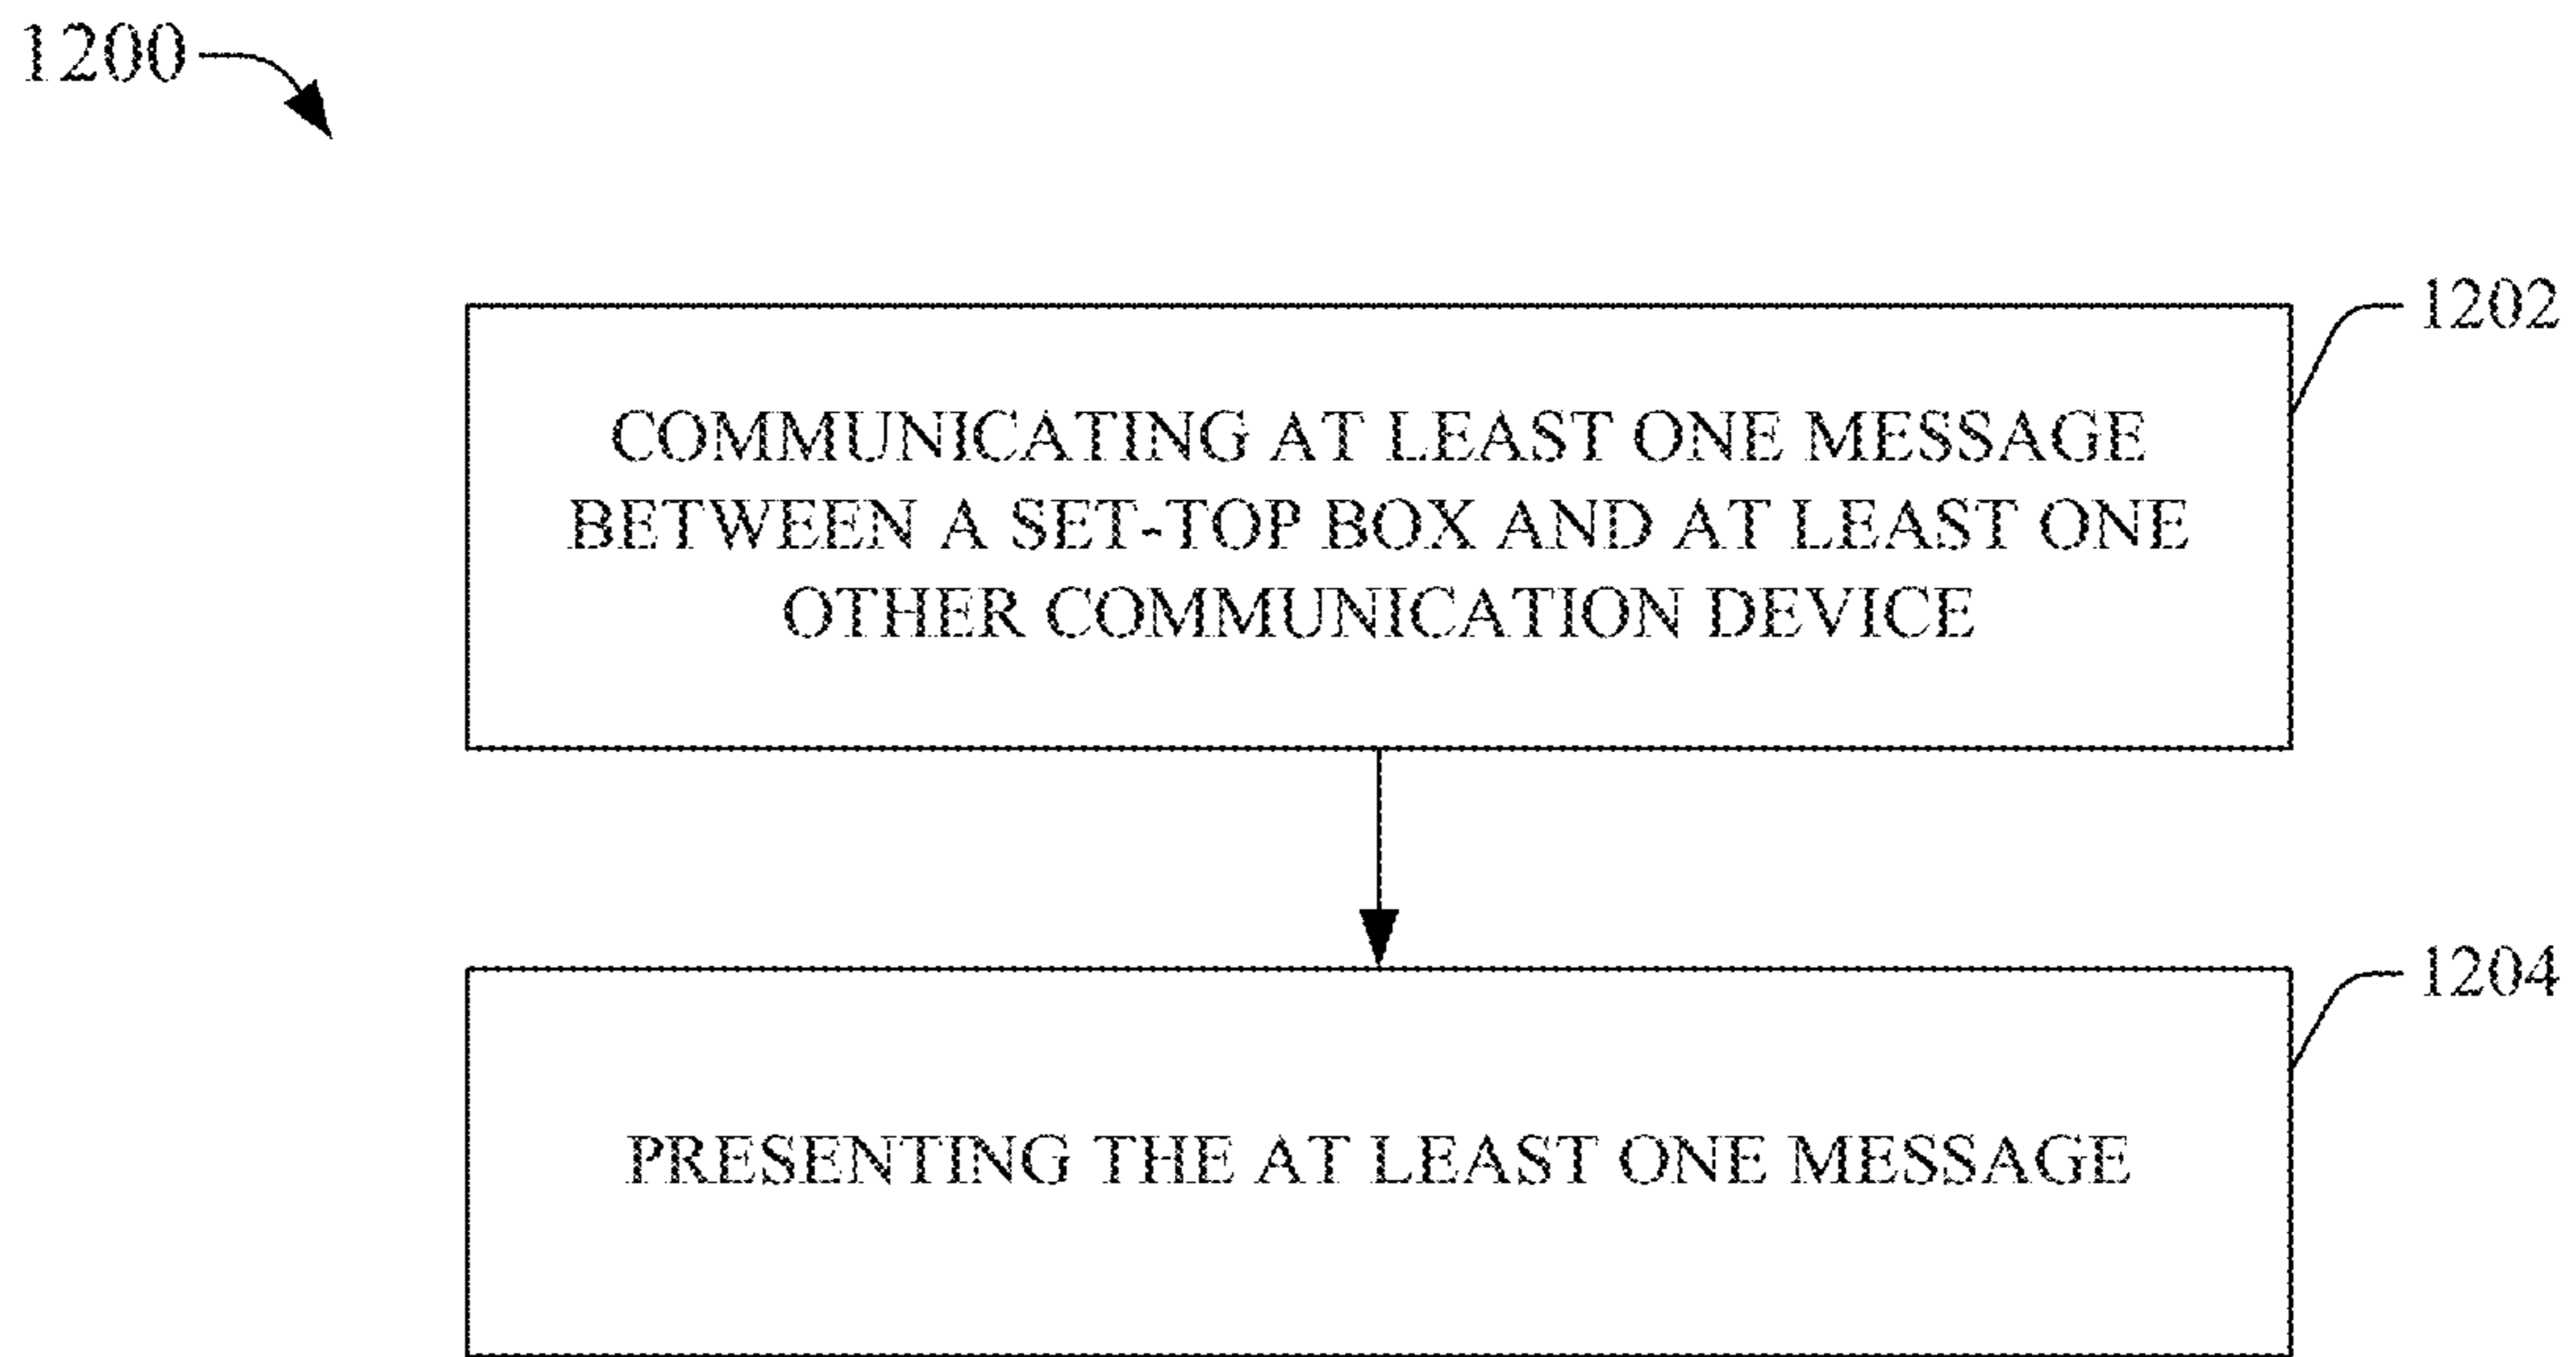 1200
1202
COMMUNICATING AT LEAST ONE MESSAGE
BETWEEN A SET-TOP BOX AND AT LEAST ONE
OTHER COMMUNICATION DEVICE
1204
PRESENTING THE AT LEAST ONE MESSAGE